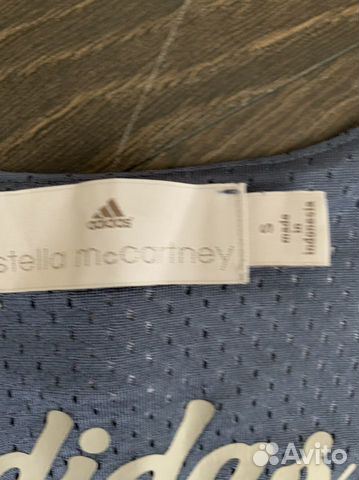 adidas
stella mccartney
S
made
in
indonesia
adidas
Avito